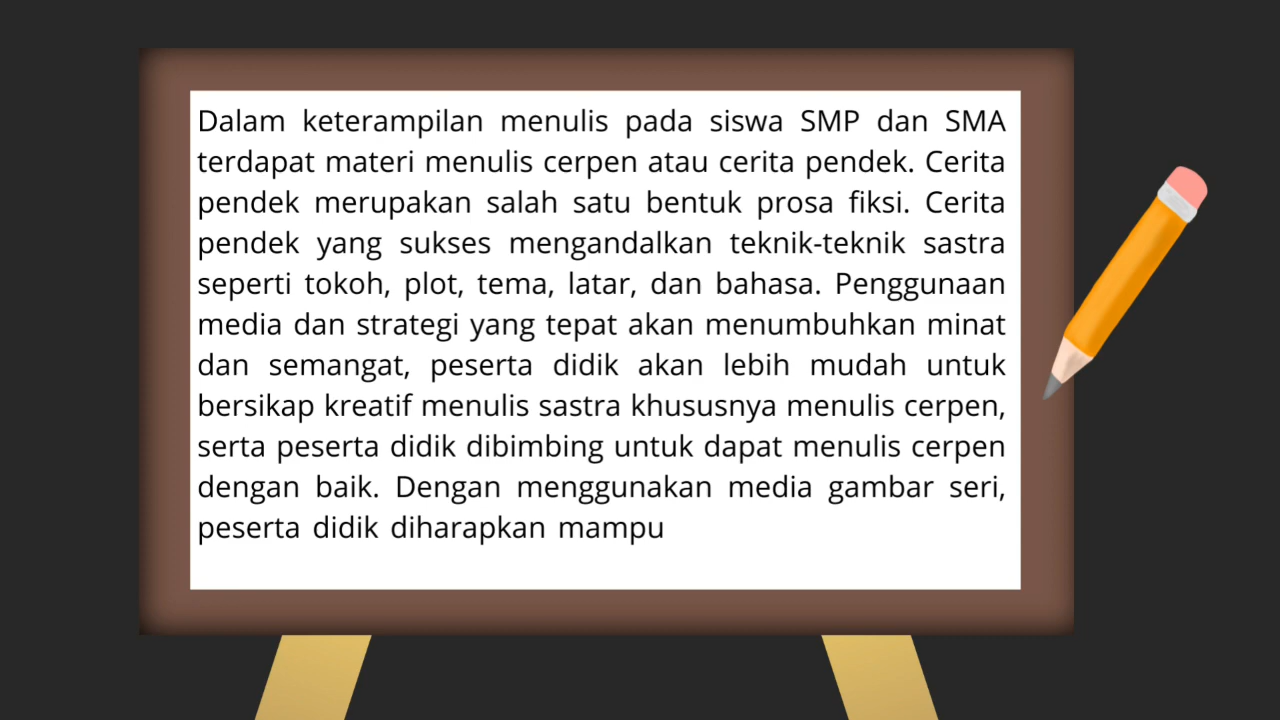 Dalam keterampilan menulis pada siswa SMP dan SMA
terdapat materi menulis cerpen atau cerita pendek. Cerita
pendek merupakan salah satu bentuk prosa fiksi. Cerita
pendek yang sukses mengandalkan teknik-teknik sastra
seperti tokoh, plot, tema, latar, dan bahasa. Penggunaan
media dan strategi yang tepat akan menumbuhkan minat
dan semangat, peserta didik akan lebih mudah untuk
bersikap kreatif menulis sastra khususnya menulis cerpen,
serta peserta didik dibimbing untuk dapat menulis cerpen
dengan baik. Dengan menggunakan media gambar seri,
peserta didik diharapkan mampu